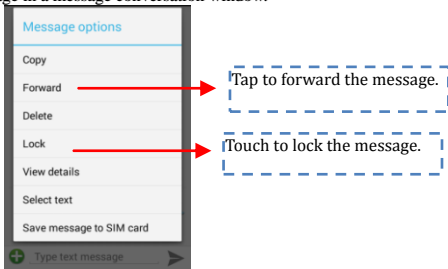 Message options
Copy
Forward
Tap to forward the message.
Delete
Lock
Touch to lock the message.
View details
Select text
Save message to SIM card
Type text message